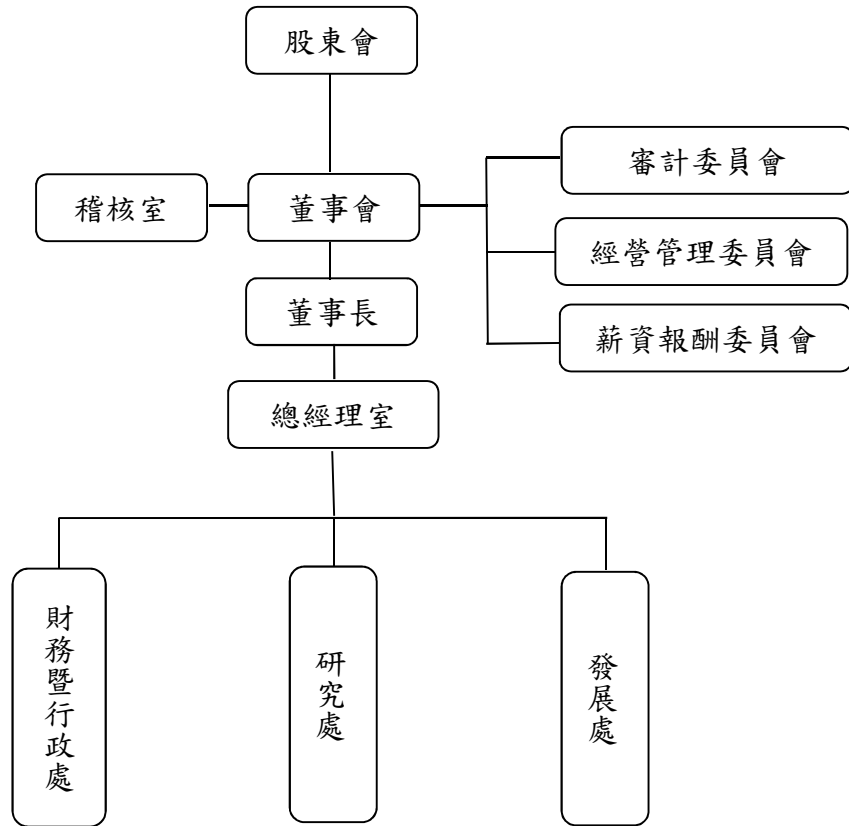 股東會
審計委員會
稽核室
董事會
經營管理委員會
董事長
薪資報酬委員會
總經理室
財務暨行政處
研究處
發展處